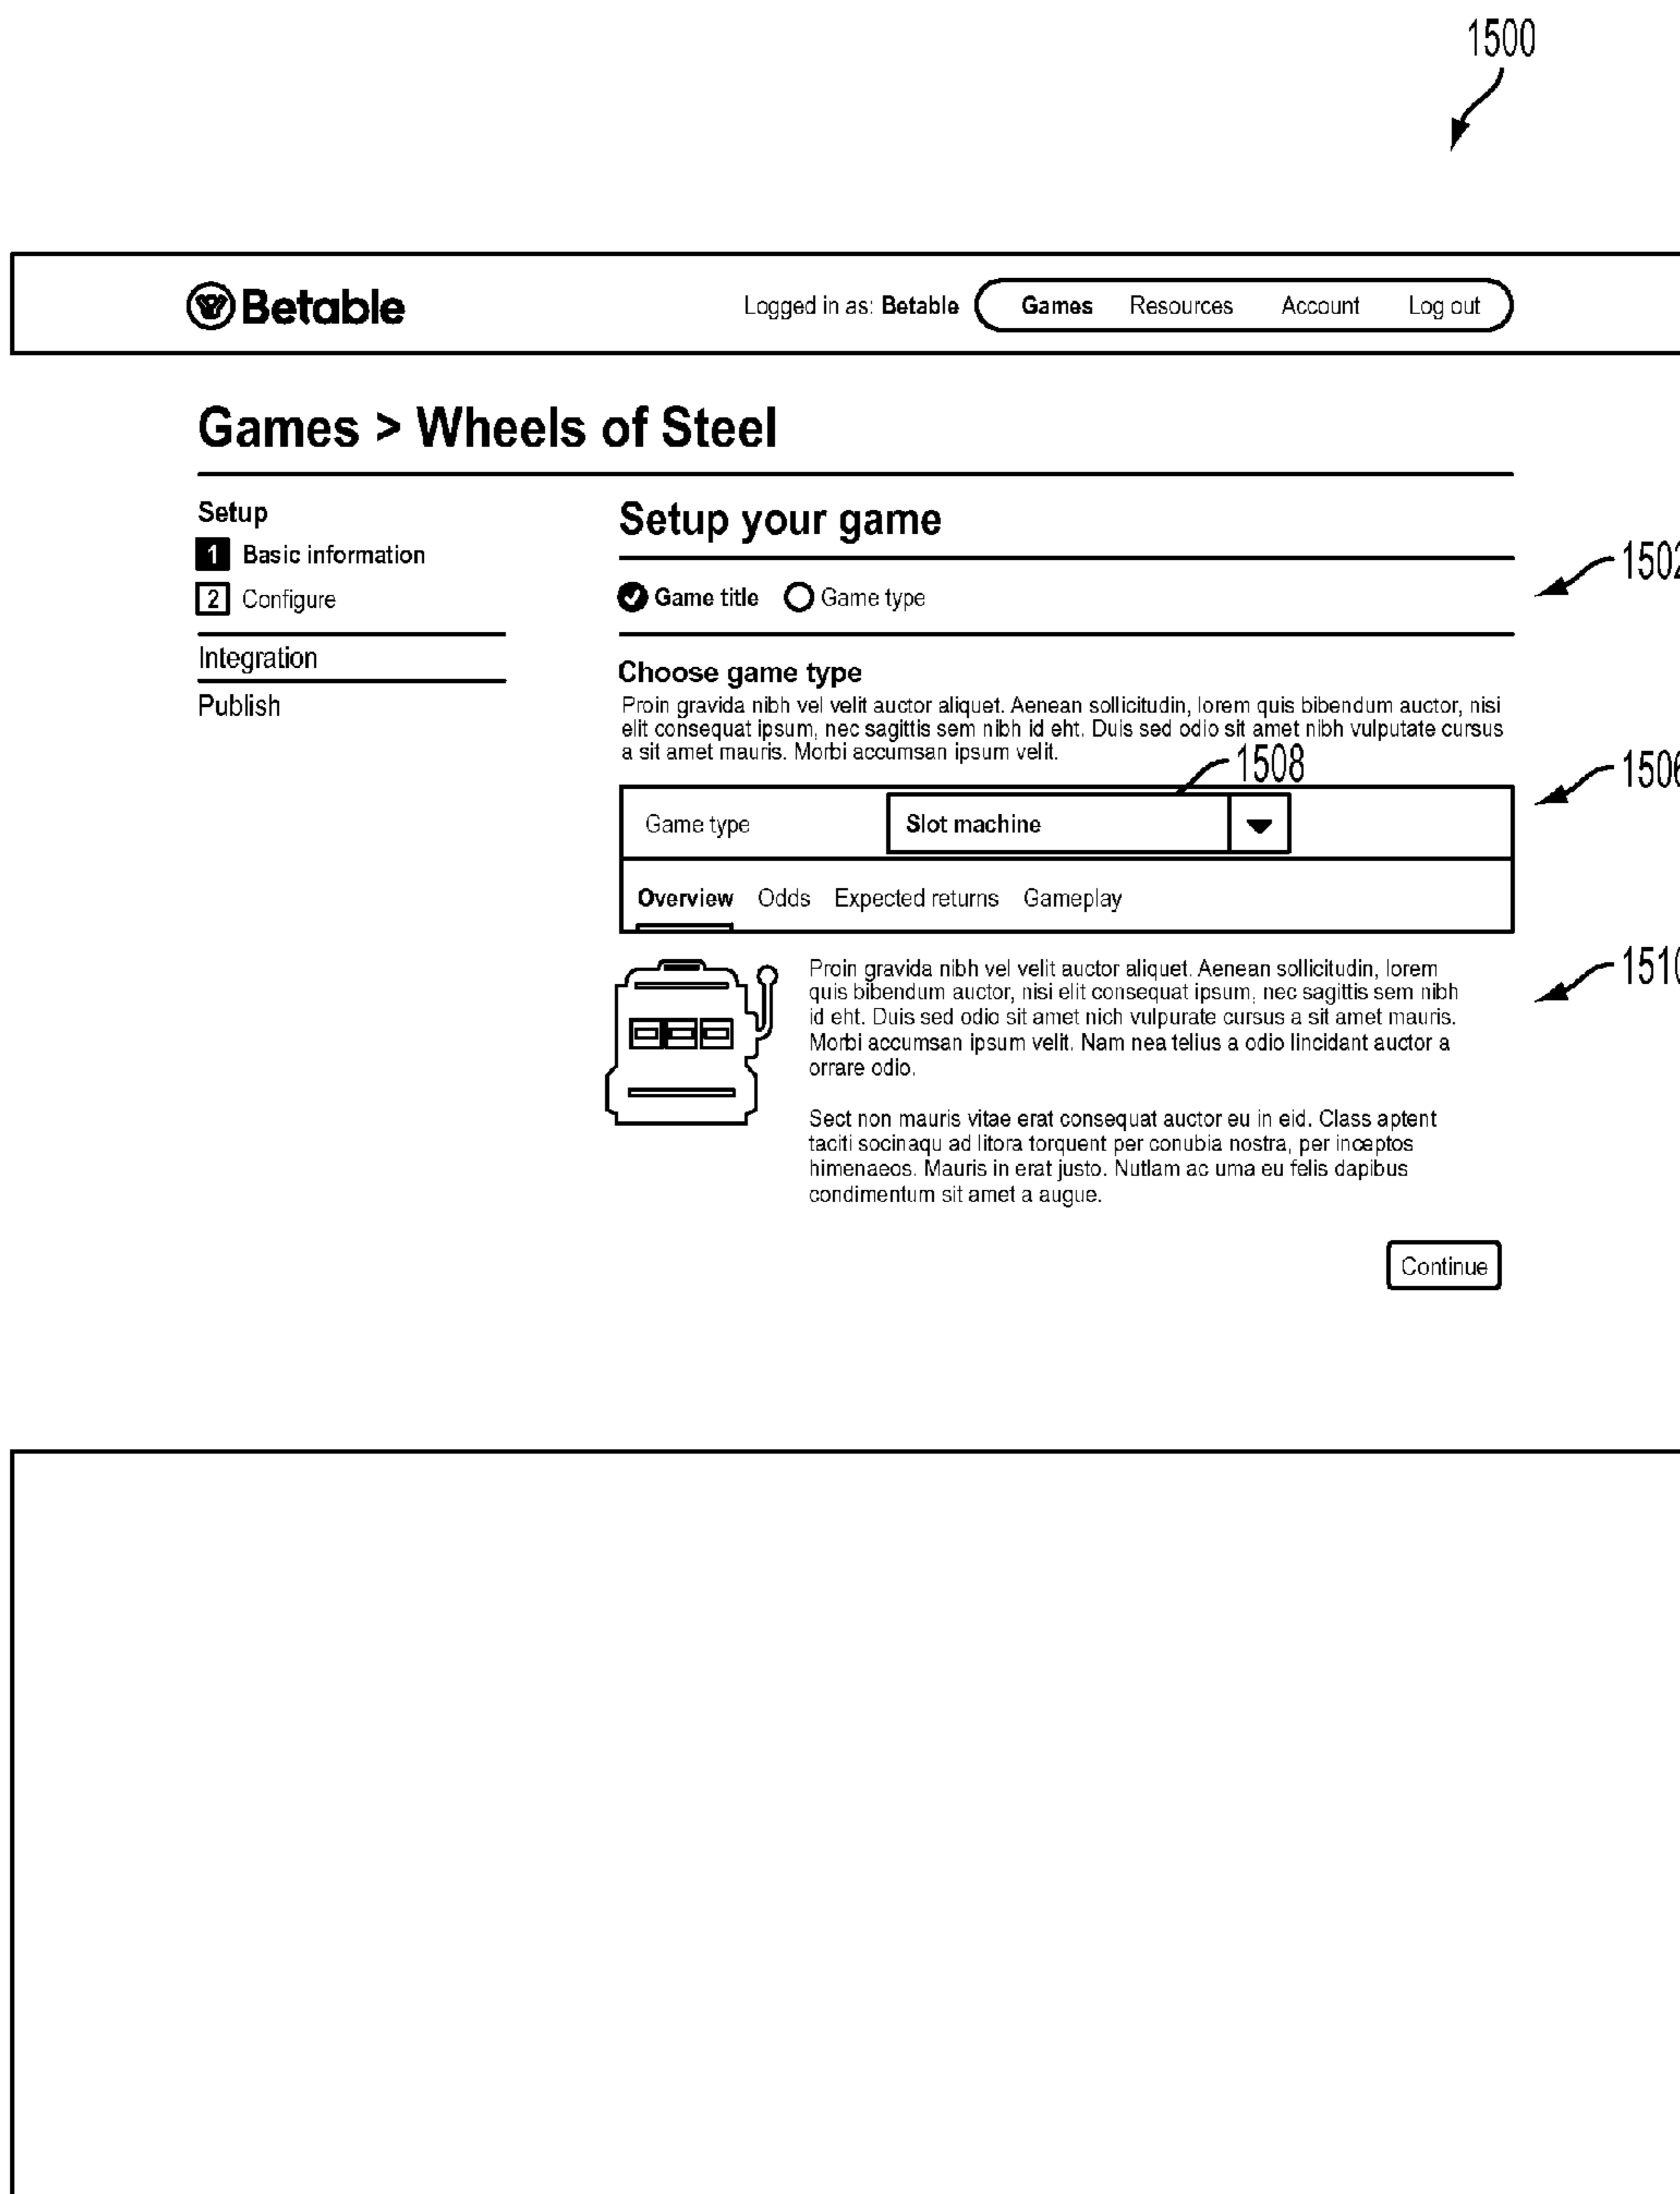 1500
Betable
Logged in as: Betable Games Resources Account Log out
Games > Wheels of Steel
Setup
1 Basic information
2 Configure
Integration
Publish
Setup your game
1502
Game title Game type
Choose game type
Proin gravida nibh vel velit auctor aliquet. Aenean sollicitudin, lorem quis bibendum auctor, nisi
elit consequat ipsum, nec sagittis sem nibh id eht. Duis sed odio sit amet nibh vulputate cursus
a sit amet mauris. Morbi accumsan ipsum velit.
1508
1506
Game type Slot machine
Overview Odds Expected returns Gameplay
1510
Proin gravida nibh vel velit auctor aliquet. Aenean sollicitudin, lorem
quis bibendum auctor, nisi elit consequat ipsum, nec sagittis sem nibh
id eht. Duis sed odio sit amet nich vulpurate cursus a sit amet mauris.
Morbi accumsan ipsum velit. Nam nea telius a odio lincidant auctor a
orrare odio.
Sect non mauris vitae erat consequat auctor eu in eid. Class aptent
taciti socinaqu ad litora torquent per conubia nostra, per inceptos
himenaeos. Mauris in erat justo. Nutlam ac uma eu felis dapibus
condimentum sit amet a augue.
Continue